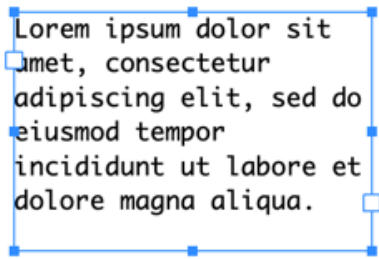 Lorem ipsum dolor sit
amet, consectetur
adipiscing elit, sed do
eiusmod tempor
incididunt ut labore et
dolore magna aliqua.